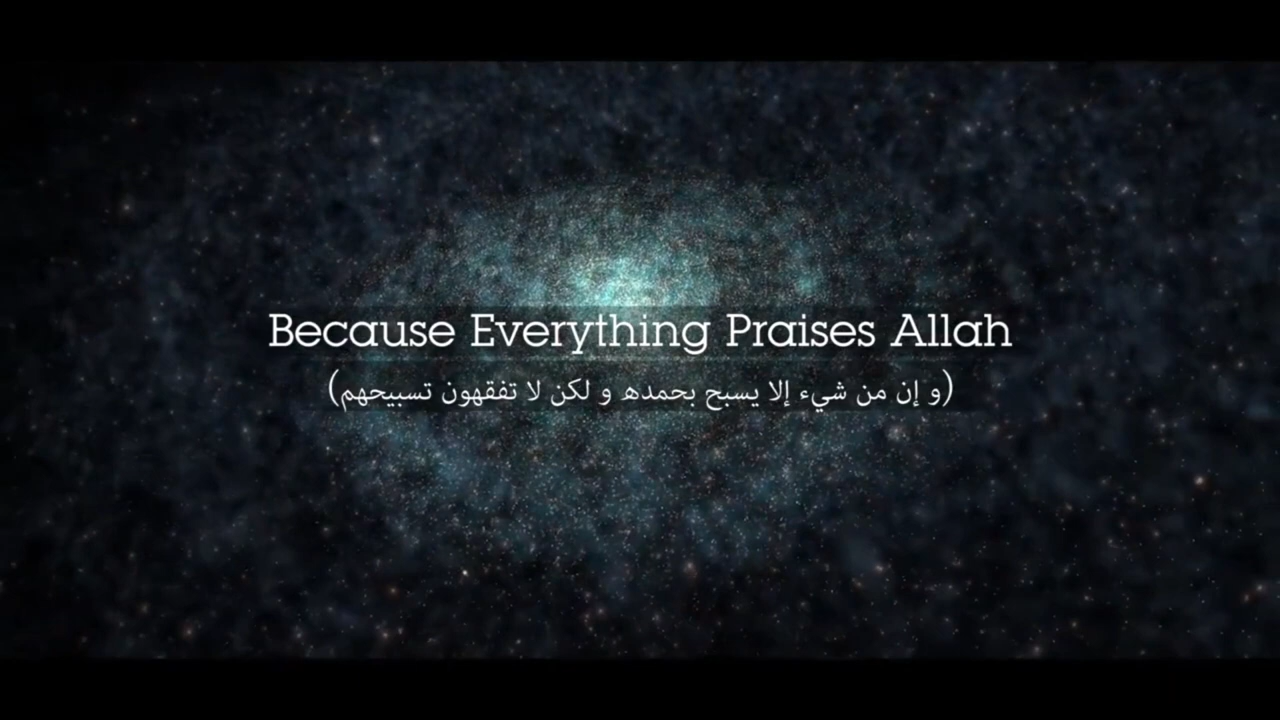 Because Everything Praises Allah
(و إن من شيء إلا يسبح بحمده و لكن لا تفقهون تسبيحهم)